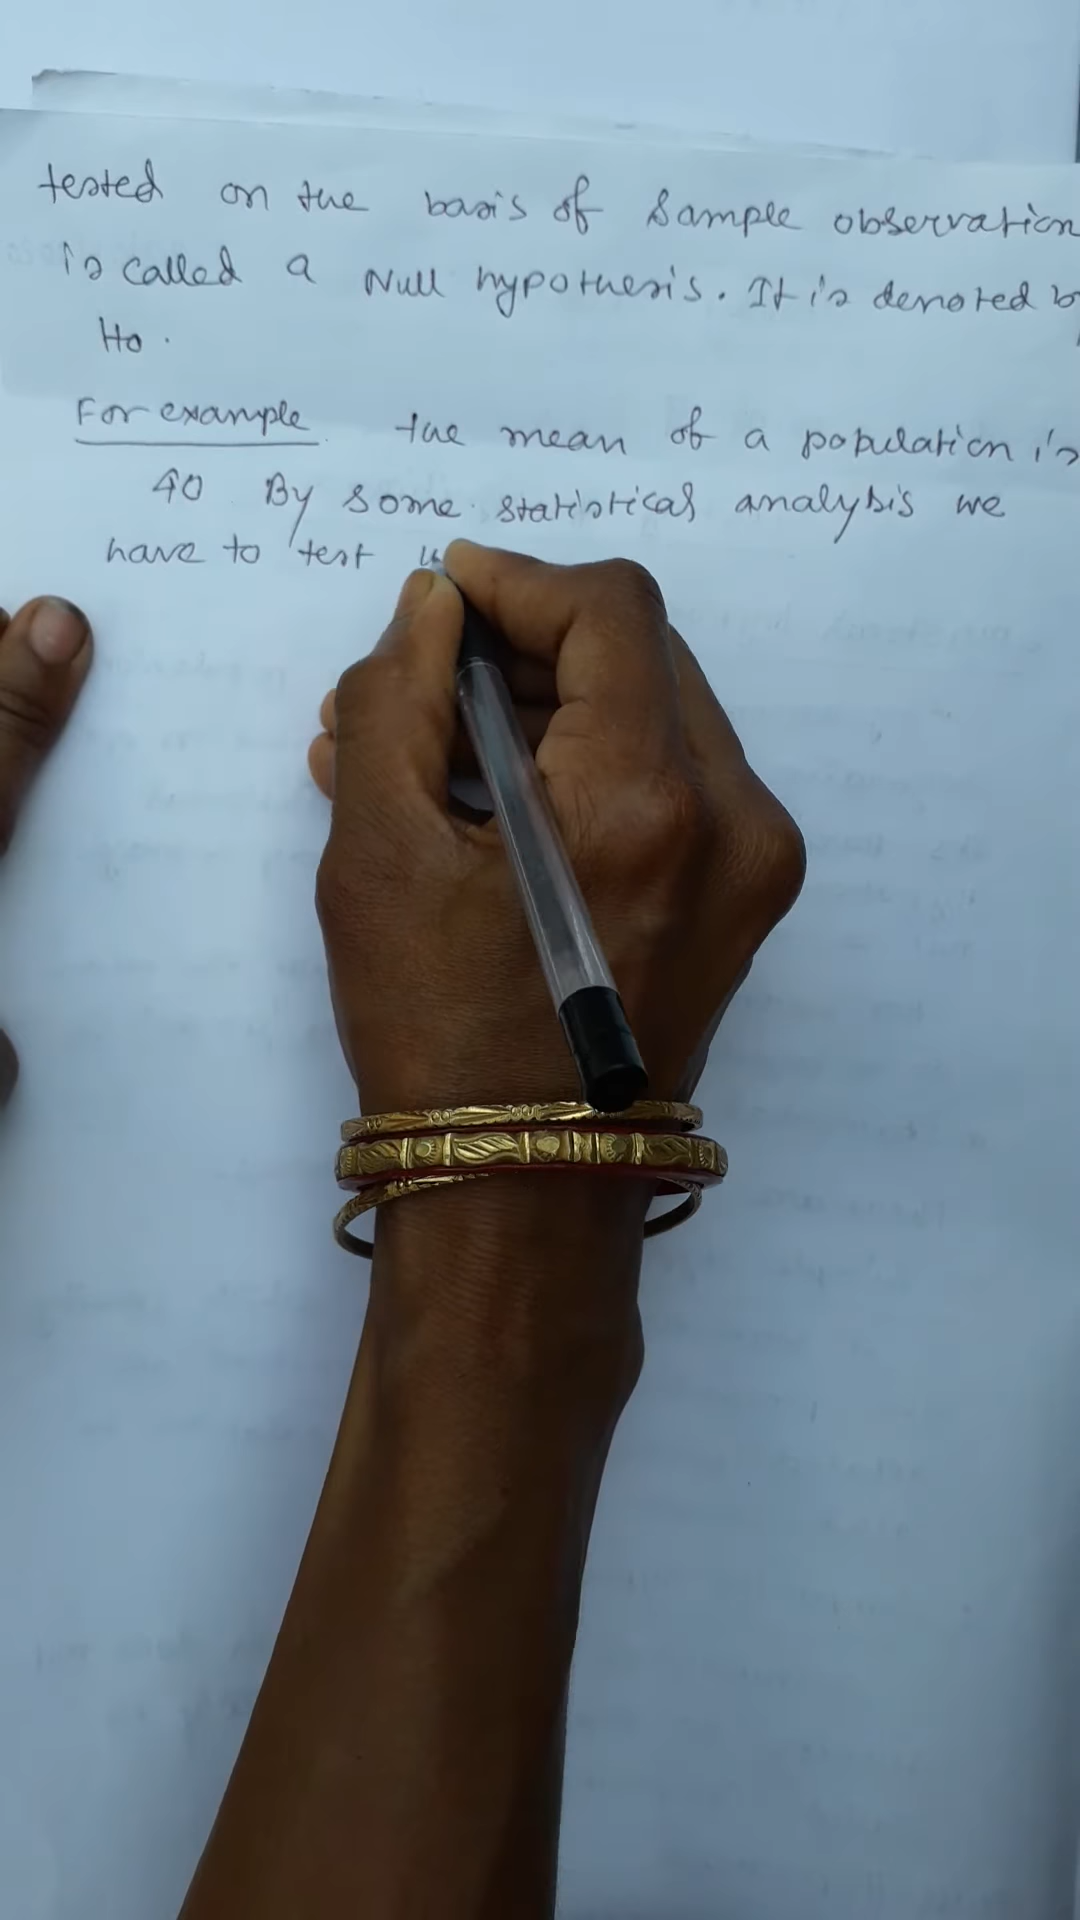 tested on the basis of sample observation
is called a Null hypothesis. It is denoted b
Ho.
For example the mean of a population is
40 By some statistical analysis we
have to test